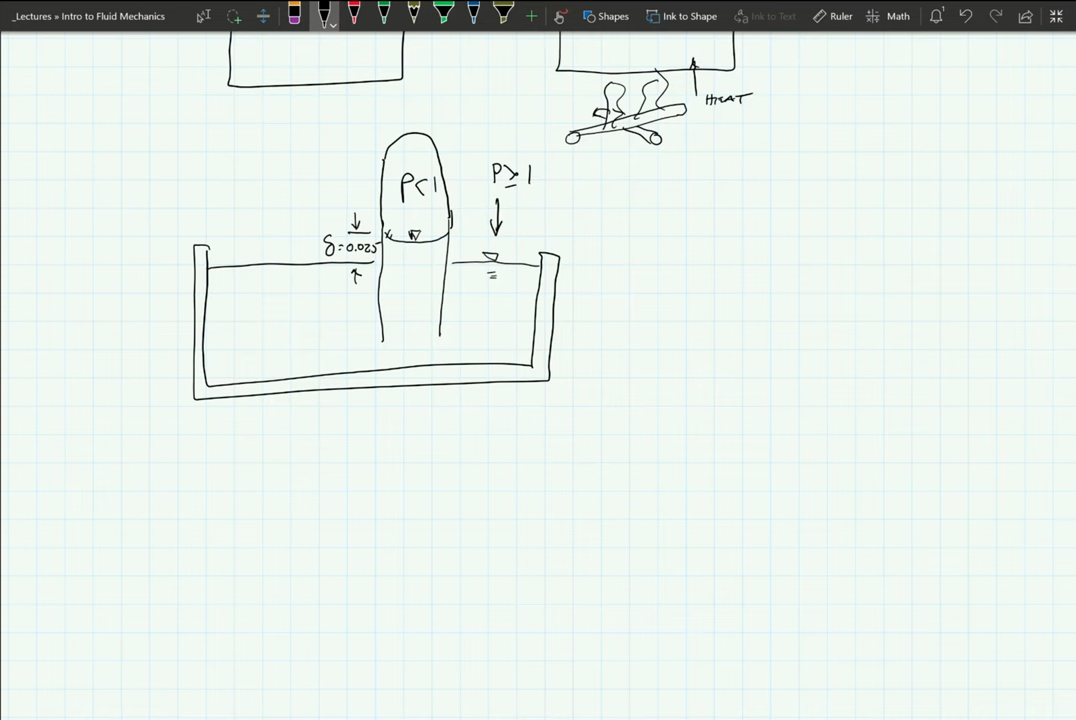 _Lectures » Intro to Fluid Mechanics
Shapes
Ink to Shape
Ink to Text
Ruler
Math
HEAT
P<1
P≥1
δ=0.025